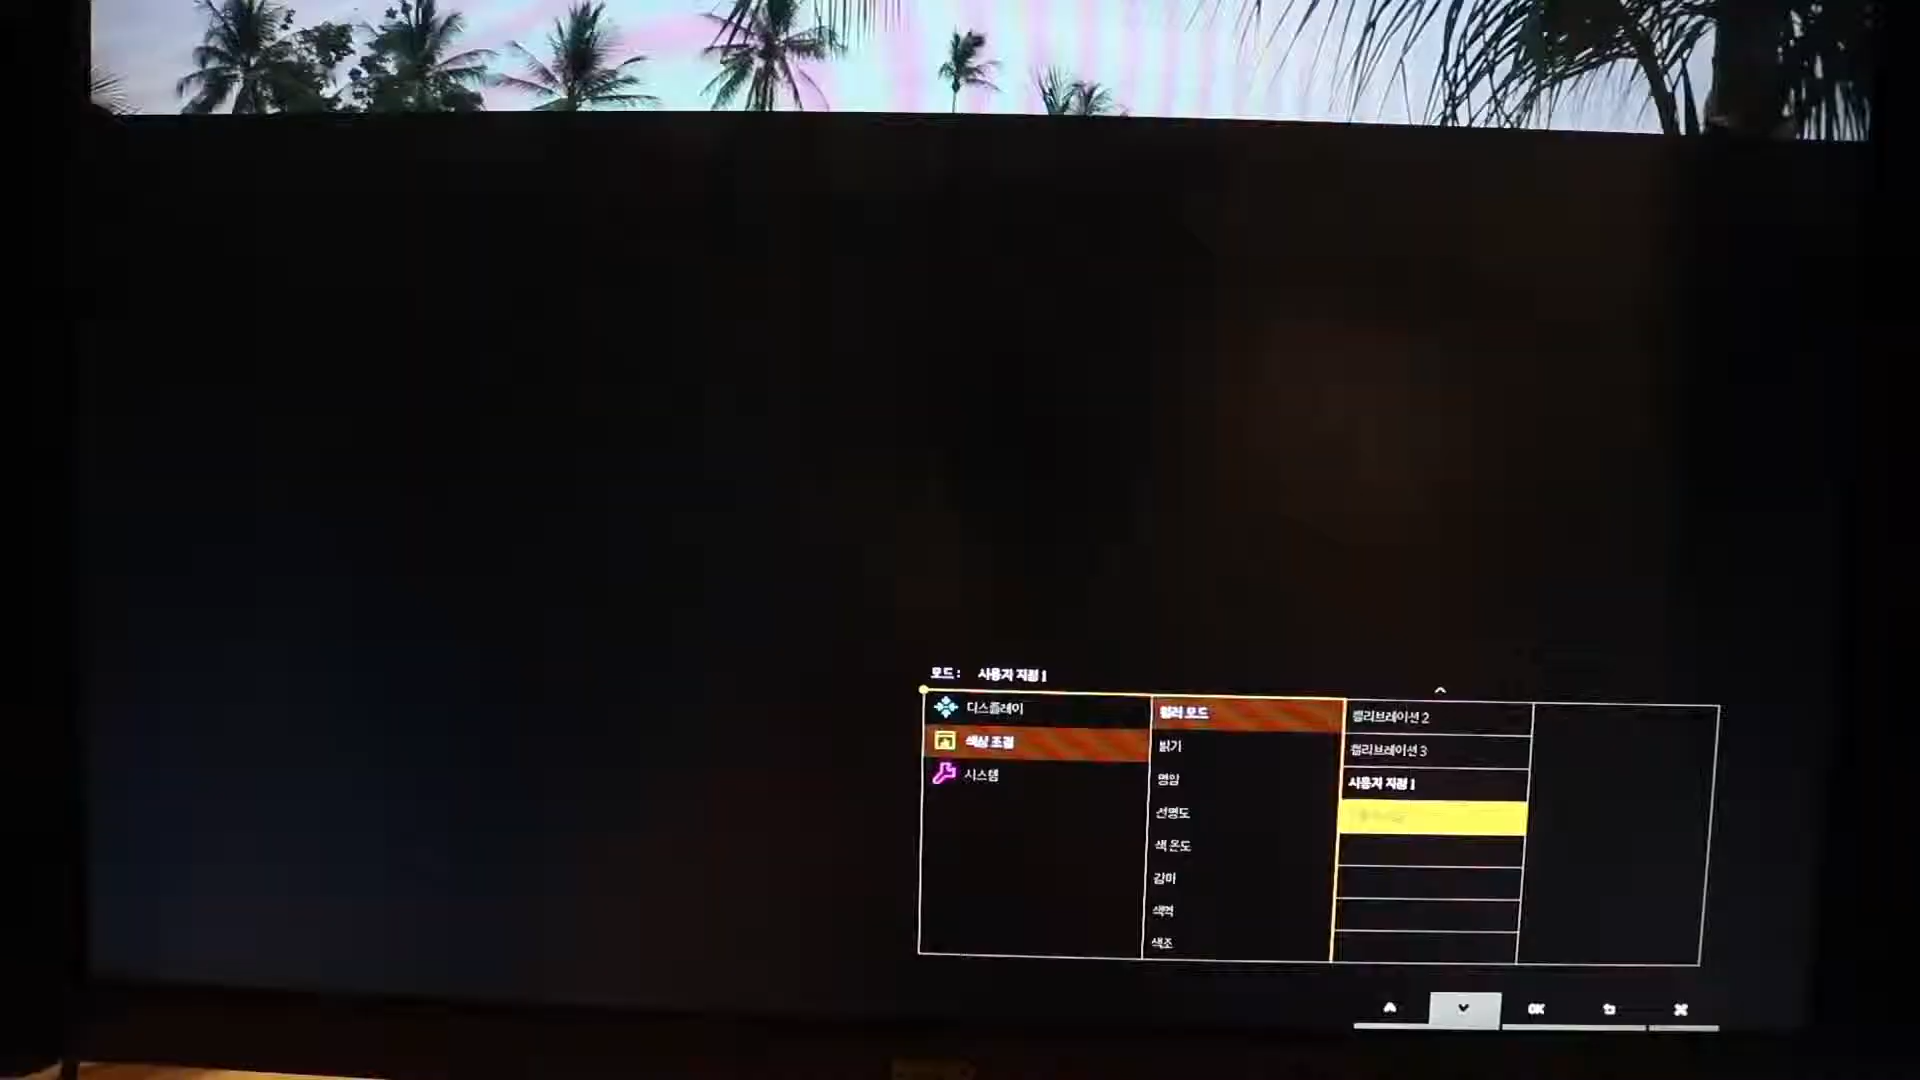 모드 : 사용자 지정 1
디스플레이
색상 조절
시스템
컬러 모드
밝기
명암
선명도
색 온도
감마
색역
색조
캘리브레이션 2
캘리브레이션 3
사용자 지정 1
OK